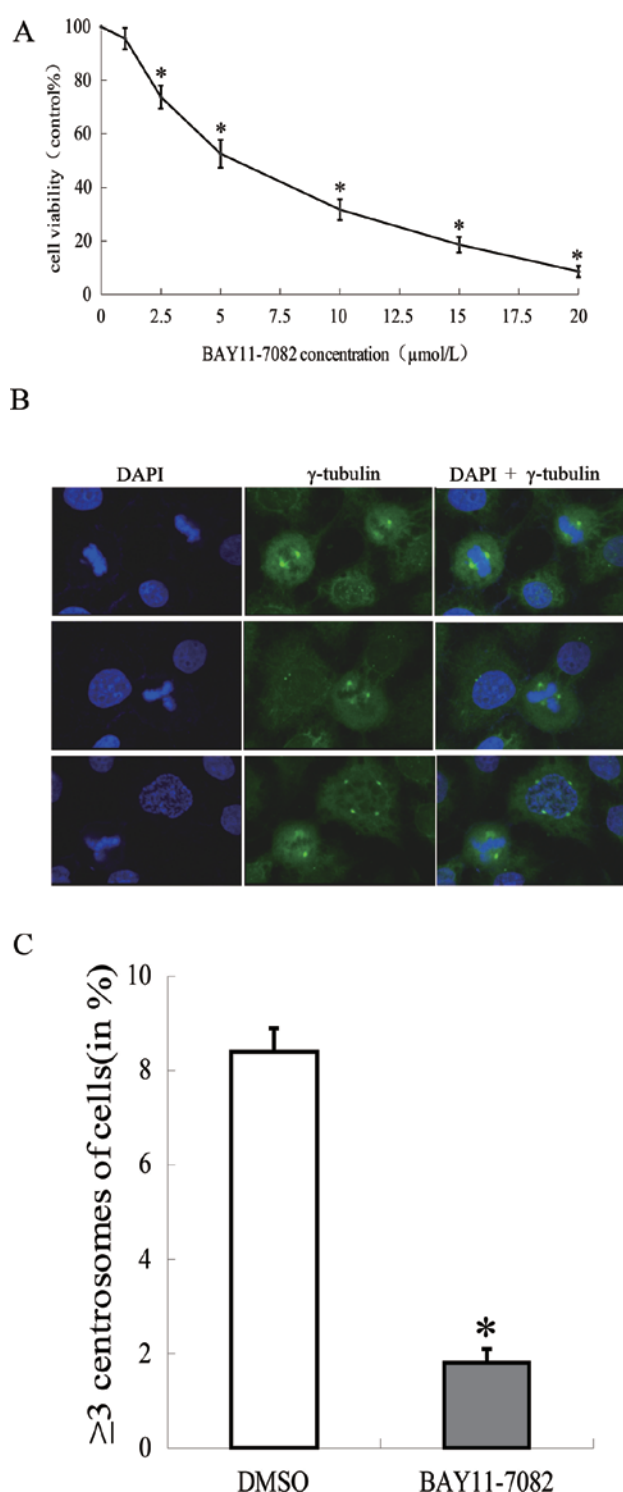 A
cell viability（control%）
100
80
60
40
20
0
*
*
*
*
*
0 2.5 5 7.5 10 12.5 15 17.5 20
BAY11-7082 concentration（μmol/L）
B
DAPI γ-tubulin DAPI + γ-tubulin
C
≥3 centrosomes of cells(in %)
10
8
6
4
2
0
*
DMSO BAY11-7082